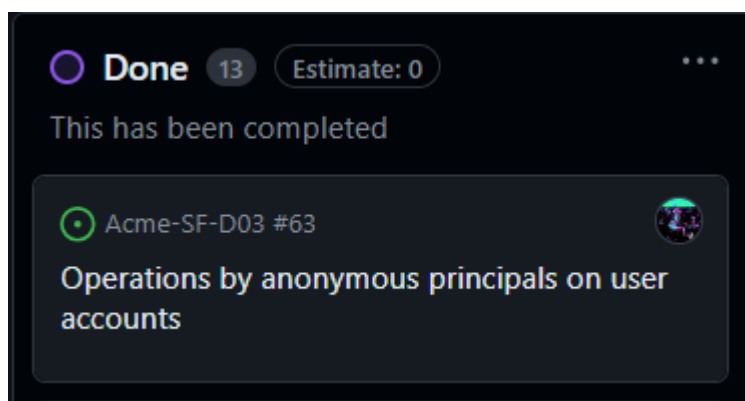 Done 13 Estimate: 0
This has been completed
Acme-SF-D03 #63
Operations by anonymous principals on user
accounts